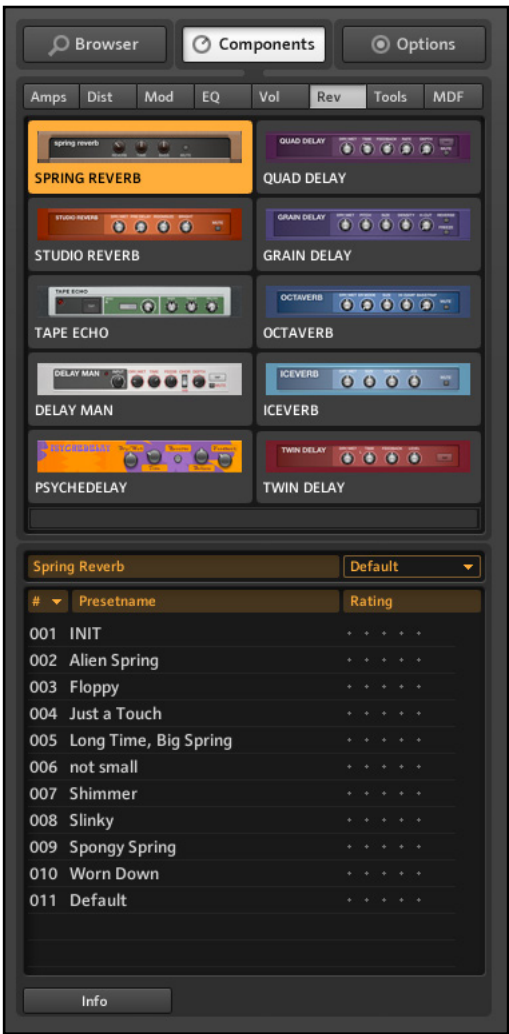 Browser Components Options
Amps Dist Mod EQ Vol Rev Tools MDF
spring reverb
SPRING REVERB
QUAD DELAY
QUAD DELAY
STUDIO REVERB
STUDIO REVERB
GRAIN DELAY
GRAIN DELAY
TAPE ECHO
TAPE ECHO
OCTAVERB
OCTAVERB
DELAY MAN
DELAY MAN
ICEVERB
ICEVERB
PSYCHEDELAY
PSYCHEDELAY
TWIN DELAY
TWIN DELAY
Spring Reverb Default
# Presetname Rating
001 INIT
002 Alien Spring
003 Floppy
004 Just a Touch
005 Long Time, Big Spring
006 not small
007 Shimmer
008 Slinky
009 Spongy Spring
010 Worn Down
011 Default
Info